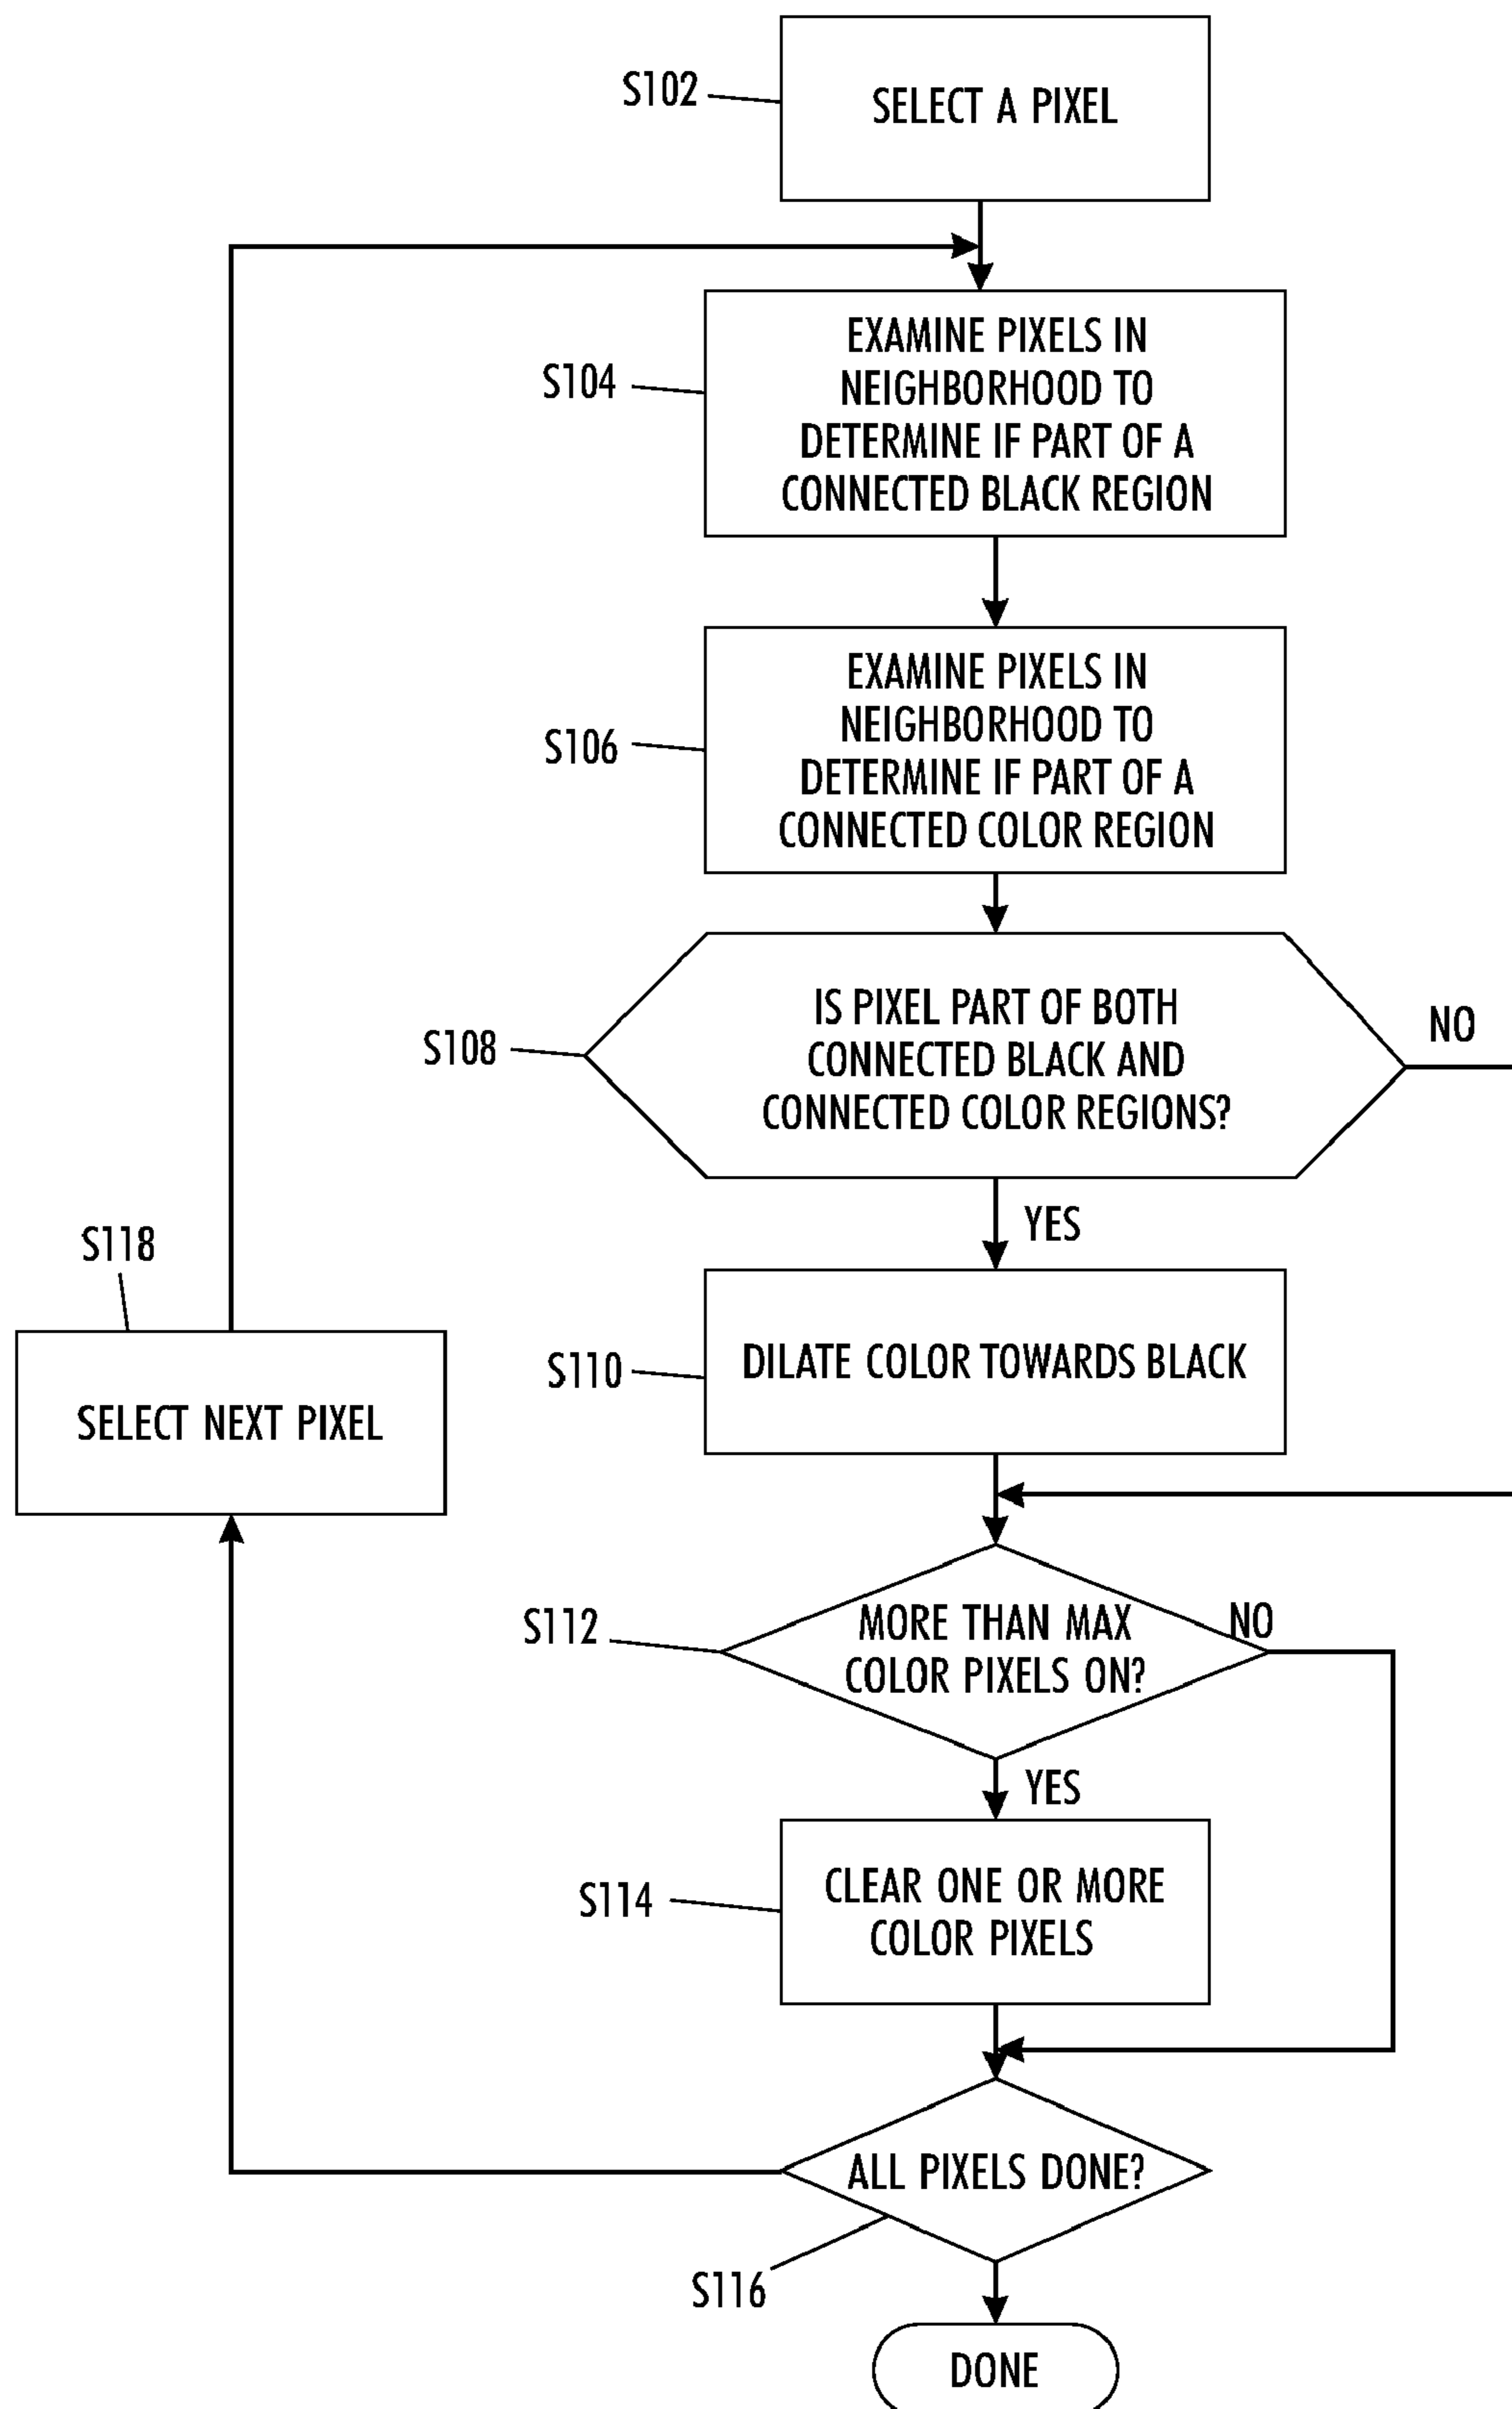 S102
SELECT A PIXEL
S104
EXAMINE PIXELS IN
NEIGHBORHOOD TO
DETERMINE IF PART OF A
CONNECTED BLACK REGION
S106
EXAMINE PIXELS IN
NEIGHBORHOOD TO
DETERMINE IF PART OF A
CONNECTED COLOR REGION
S108
IS PIXEL PART OF BOTH
CONNECTED BLACK AND
CONNECTED COLOR REGIONS?
NO
YES
S118
SELECT NEXT PIXEL
S110
DILATE COLOR TOWARDS BLACK
S112
MORE THAN MAX
COLOR PIXELS ON?
NO
YES
S114
CLEAR ONE OR MORE
COLOR PIXELS
ALL PIXELS DONE?
S116
DONE